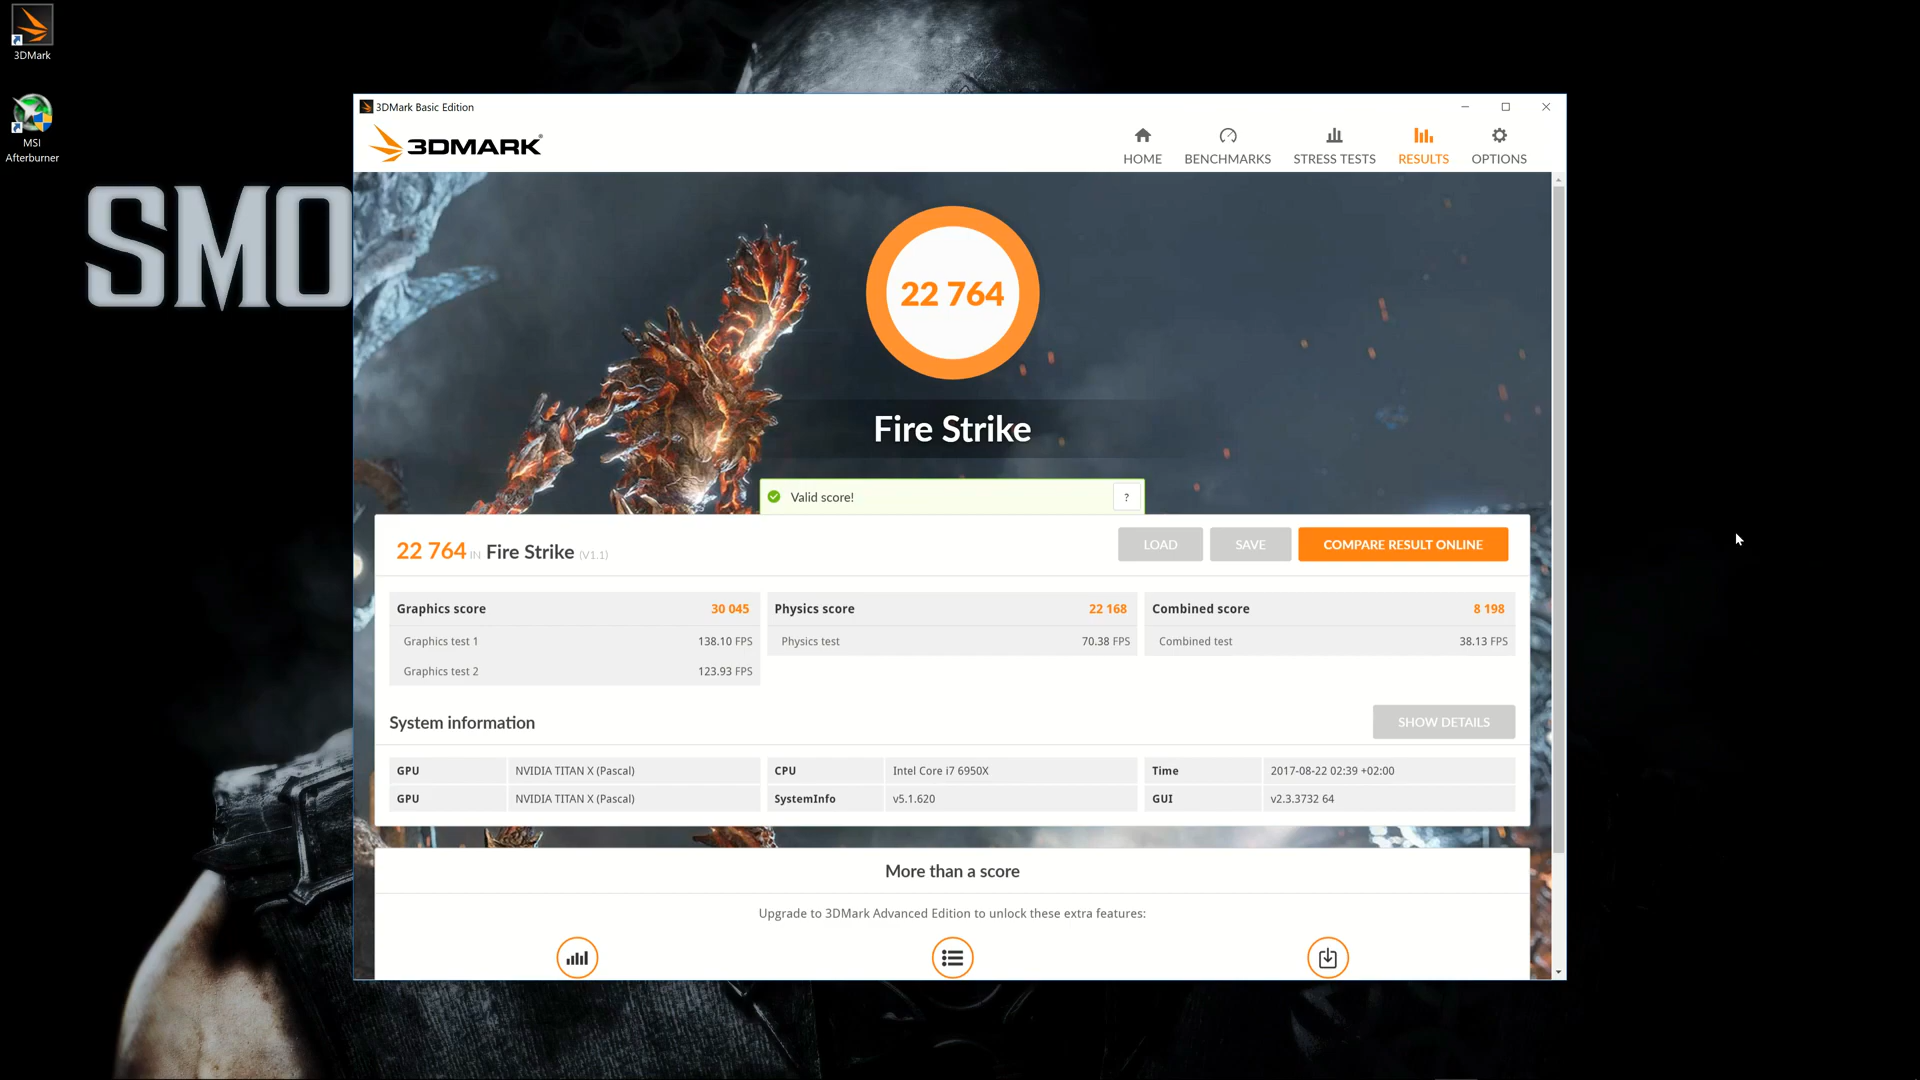 3DMark
MSI
Afterburner
SMO
3DMark Basic Edition
3DMARK®
HOME
BENCHMARKS
STRESS TESTS
RESULTS
OPTIONS
22 764
Fire Strike
Valid score!
?
22 764 IN Fire Strike (V1.1)
LOAD
SAVE
COMPARE RESULT ONLINE
Graphics score 30 045
Graphics test 1 138.10 FPS
Graphics test 2 123.93 FPS
Physics score 22 168
Physics test 70.38 FPS
Combined score 8 198
Combined test 38.13 FPS
System information
SHOW DETAILS
GPU NVIDIA TITAN X (Pascal)
GPU NVIDIA TITAN X (Pascal)
CPU Intel Core i7 6950X
SystemInfo v5.1.620
Time 2017-08-22 02:39 +02:00
GUI v2.3.3732 64
More than a score
Upgrade to 3DMark Advanced Edition to unlock these extra features: